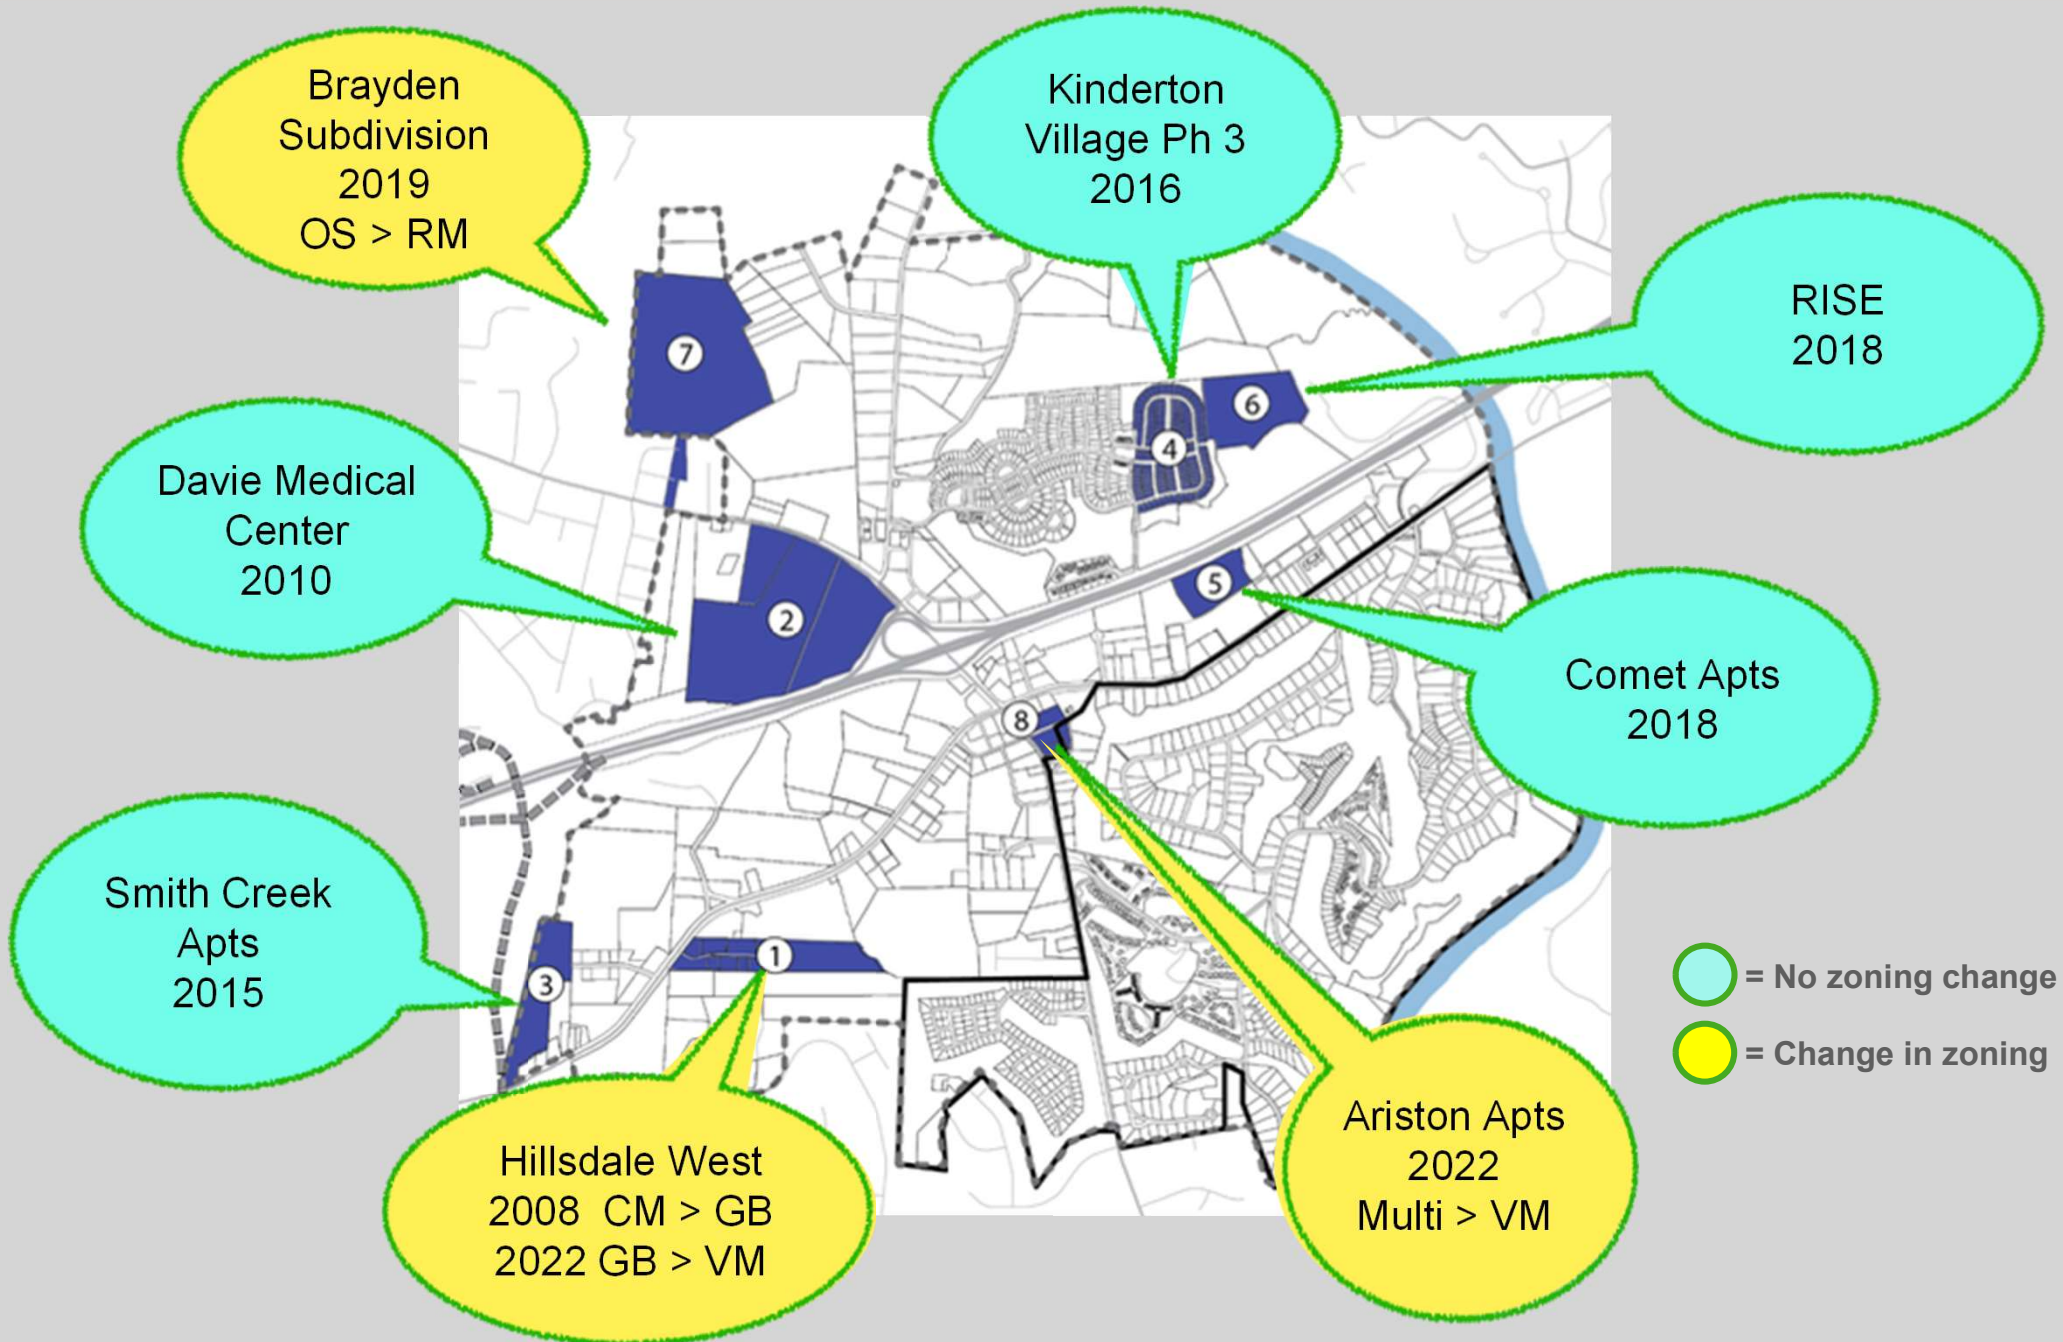 Brayden
Subdivision
2019
OS > RM
Kinderton
Village Ph 3
2016
RISE
2018
Davie Medical
Center
2010
Comet Apts
2018
Smith Creek
Apts
2015
Hillsdale West
2008 CM > GB
2022 GB > VM
Ariston Apts
2022
Multi > VM
7
6
4
5
2
8
3
1
= No zoning change
= Change in zoning